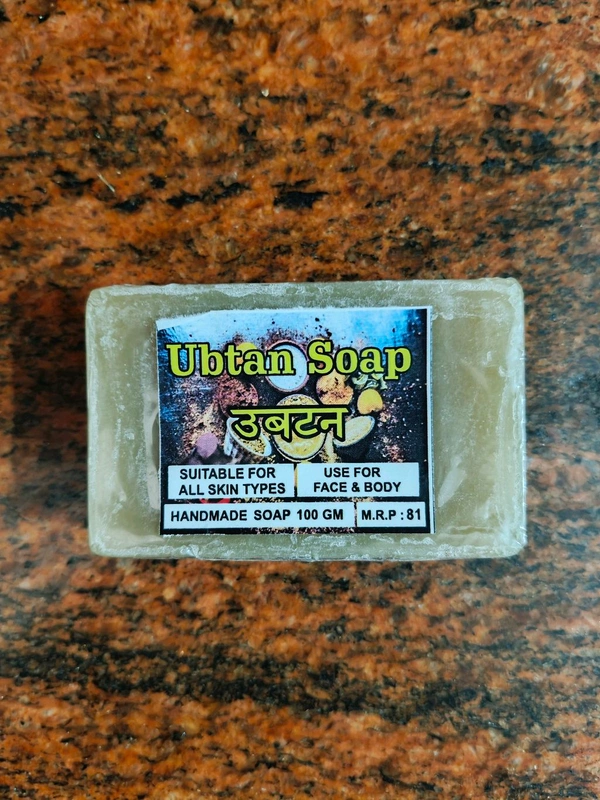 Ubtan Soap
उबटन
SUITABLE FOR
ALL SKIN TYPES
USE FOR
FACE & BODY
HANDMADE SOAP 100 GM
M.R.P : 81